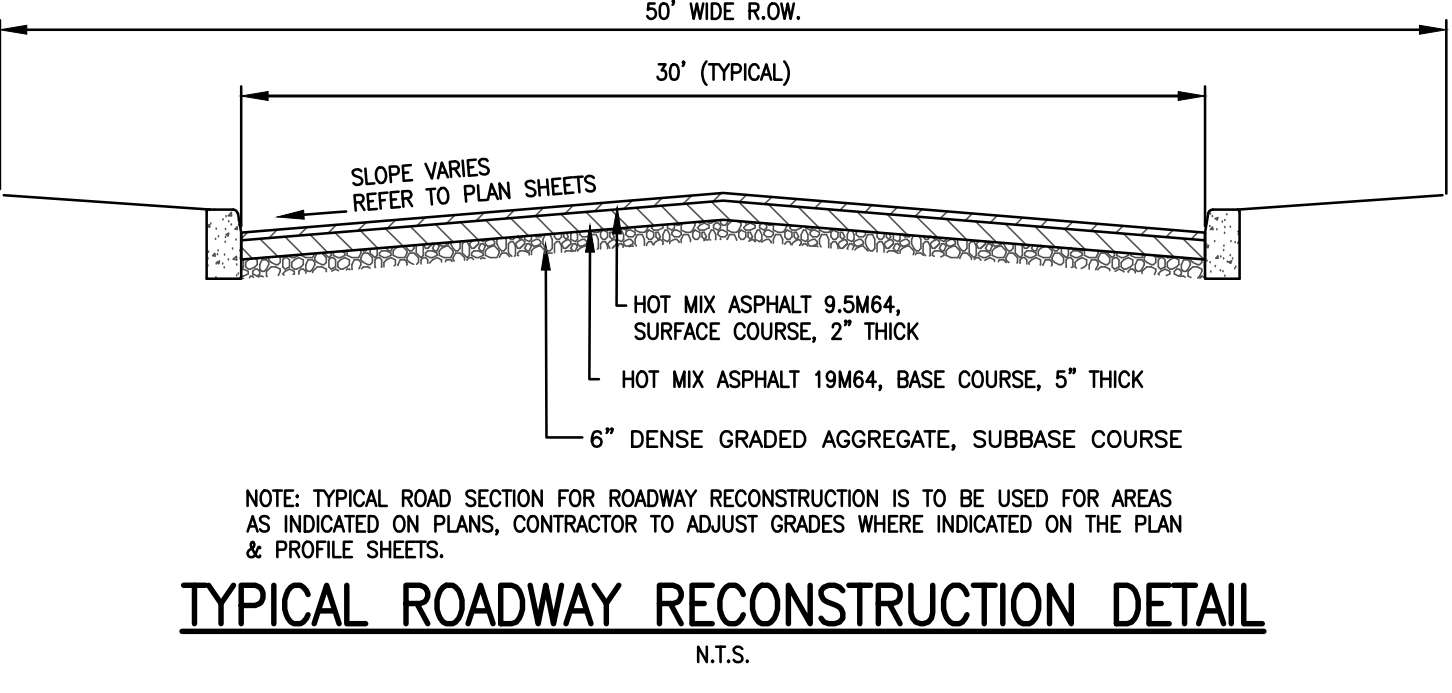 50' WIDE R.OW.
30' (TYPICAL)
SLOPE VARIES
REFER TO PLAN SHEETS
HOT MIX ASPHALT 9.5M64,
SURFACE COURSE, 2" THICK
HOT MIX ASPHALT 19M64, BASE COURSE, 5" THICK
6" DENSE GRADED AGGREGATE, SUBBASE COURSE
NOTE: TYPICAL ROAD SECTION FOR ROADWAY RECONSTRUCTION IS TO BE USED FOR AREAS
AS INDICATED ON PLANS, CONTRACTOR TO ADJUST GRADES WHERE INDICATED ON THE PLAN
& PROFILE SHEETS.
TYPICAL ROADWAY RECONSTRUCTION DETAIL
N.T.S.